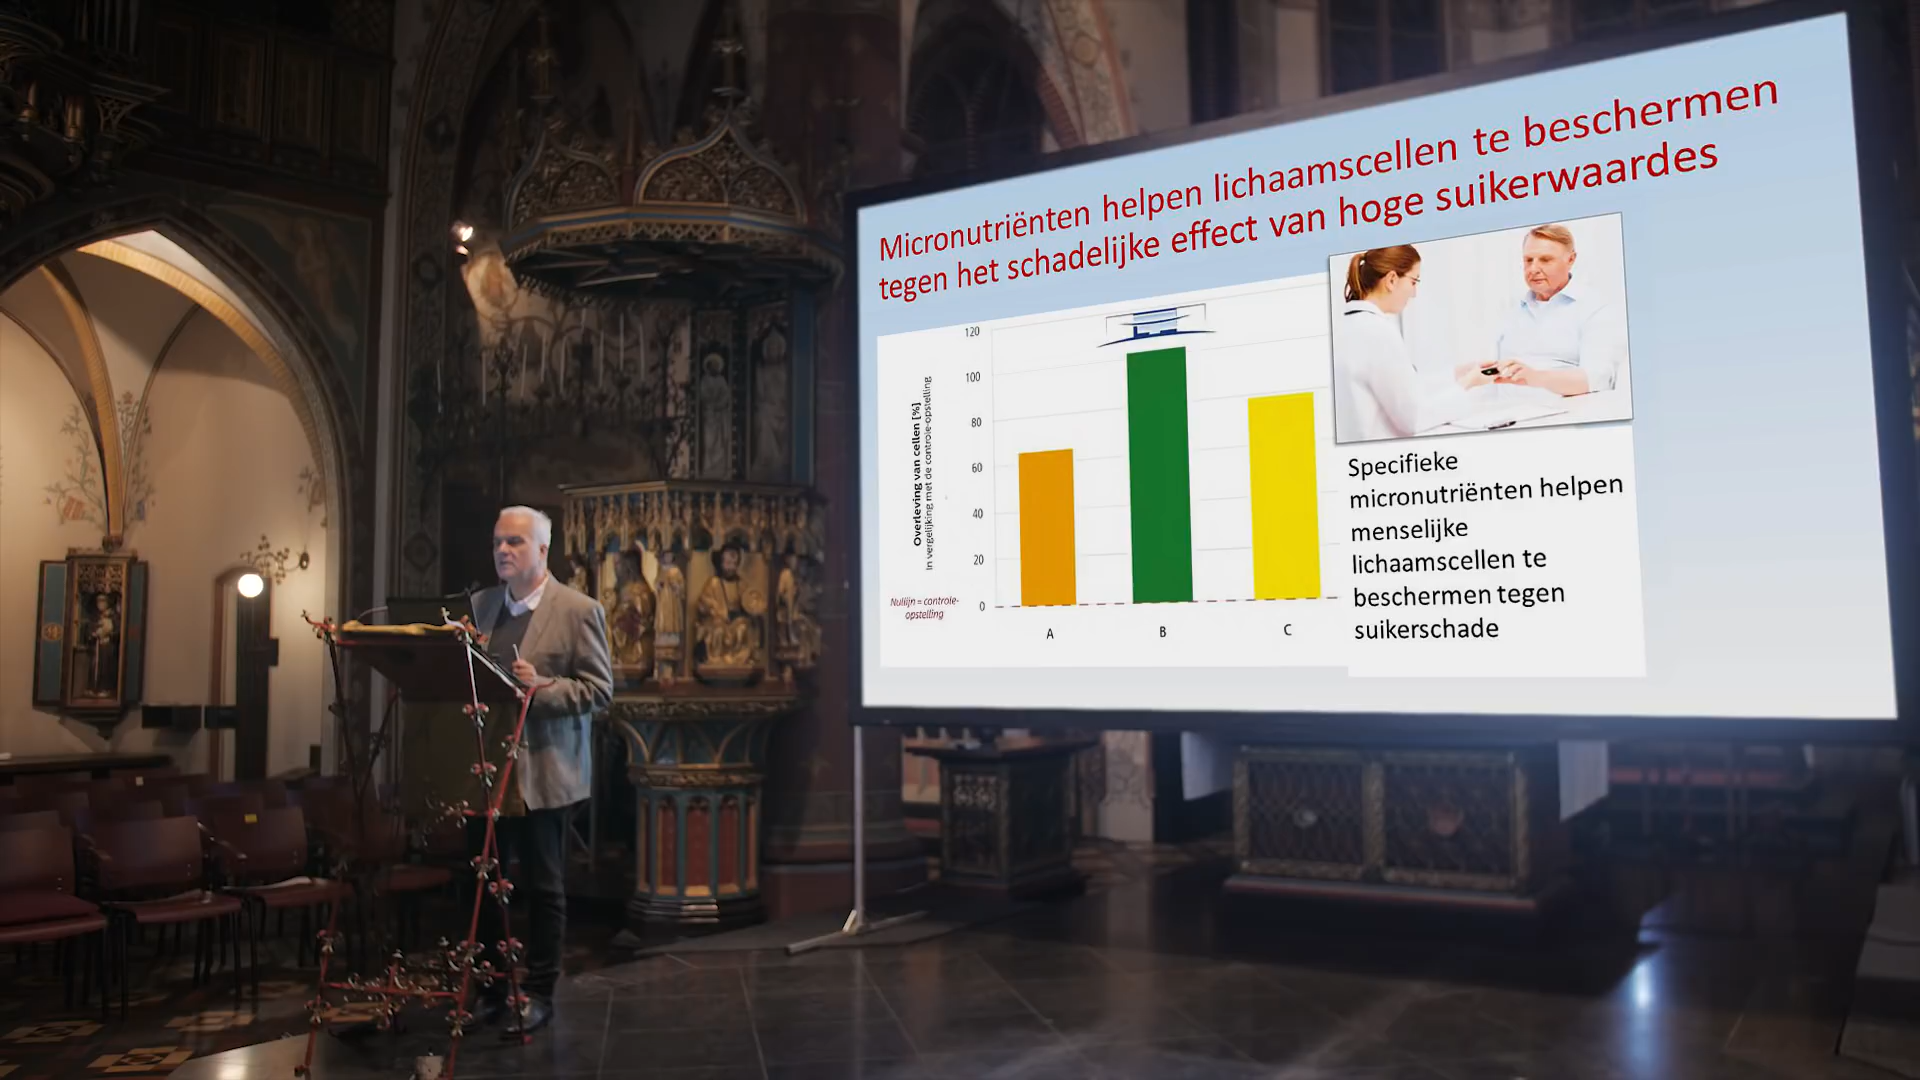 Micronutriënten helpen lichaamscellen te beschermen
tegen het schadelijke effect van hoge suikerwaardes
120
100
80
60
40
20
0
Overleving van cellen [%]
In vergelijking met de controle-opstelling
Nullijn = controle-
opstelling
A
B
C
Specifieke
micronutriënten helpen
menselijke
lichaamscellen te
beschermen tegen
suikerschade